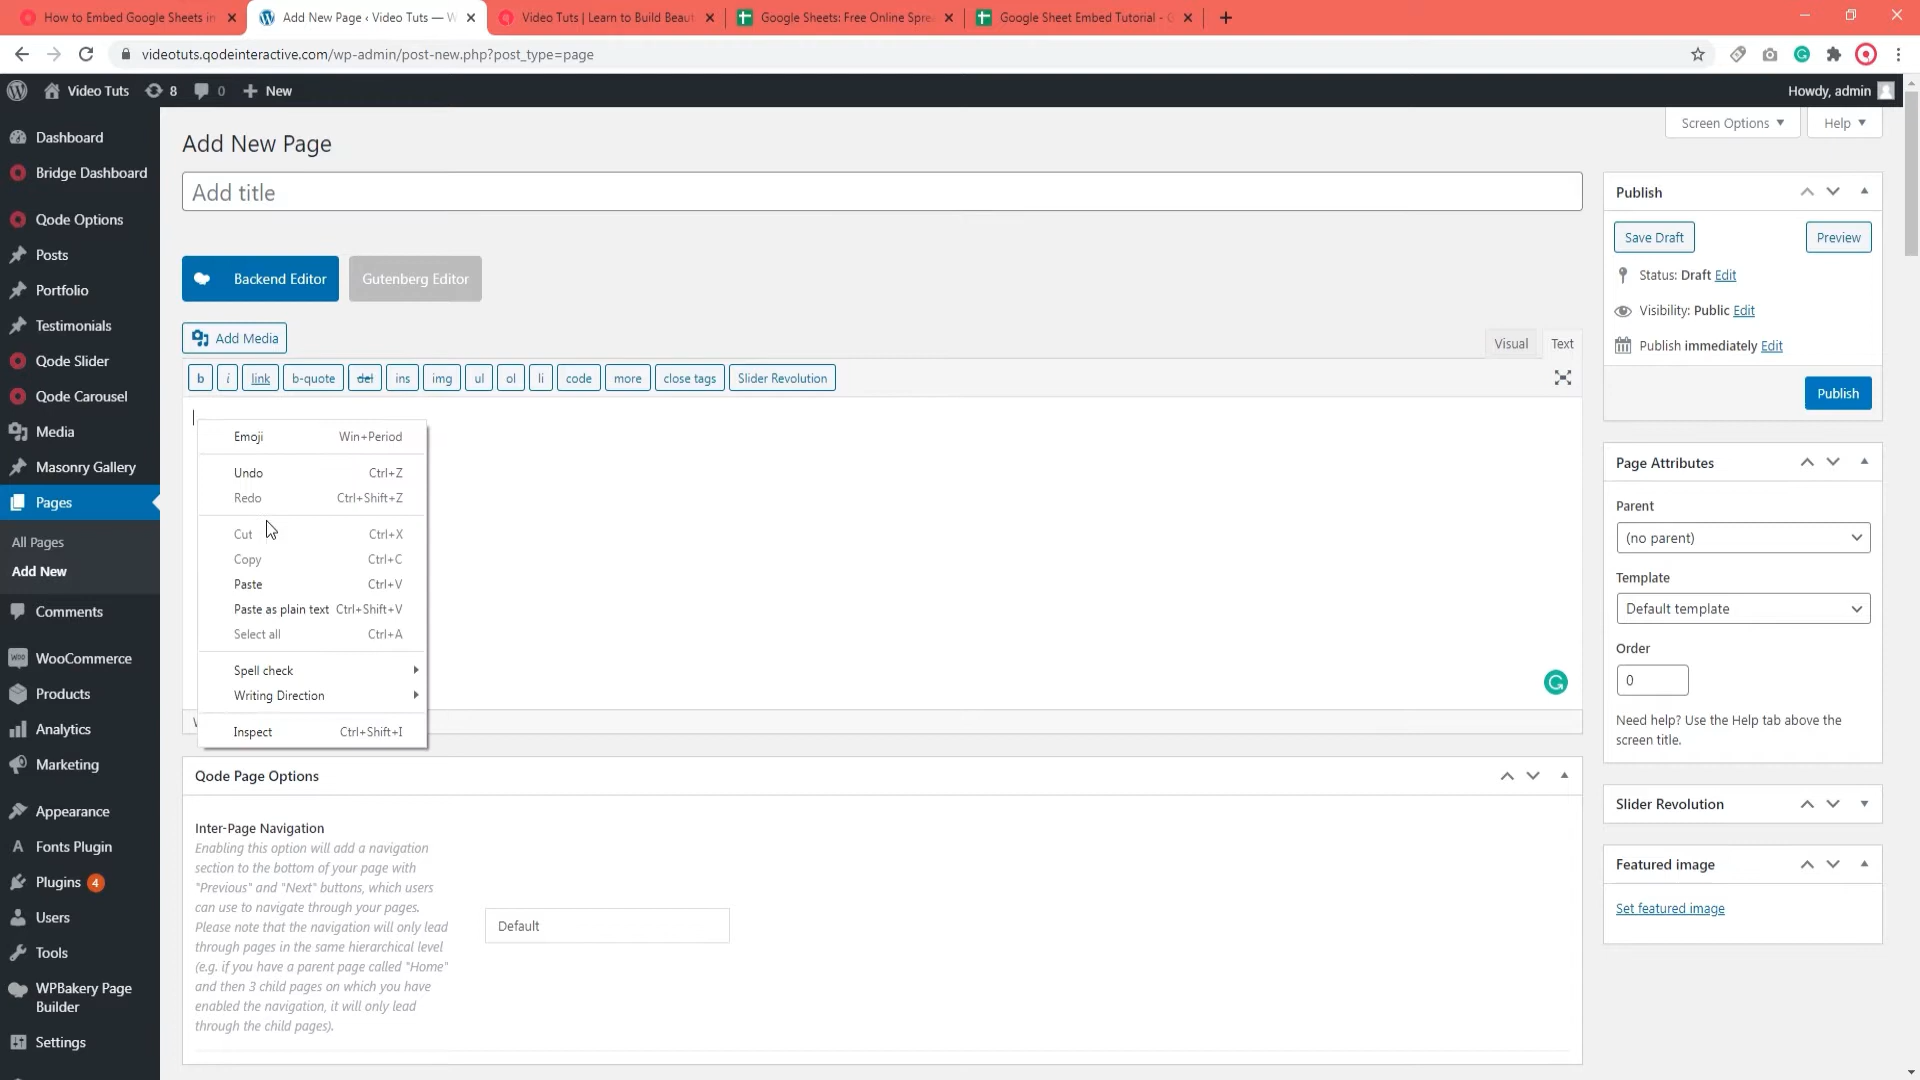 How to Embed Google Sheets in
Add New Page ‹ Video Tuts — W
Video Tuts | Learn to Build Beaut
Google Sheets: Free Online Spre
Google Sheet Embed Tutorial - G
videotuts.qodeinteractive.com/wp-admin/post-new.php?post_type=page
Video Tuts
8
0
New
Howdy, admin
Dashboard
Bridge Dashboard
Qode Options
Posts
Portfolio
Testimonials
Qode Slider
Qode Carousel
Media
Masonry Gallery
Pages
All Pages
Add New
Comments
WooCommerce
Products
Analytics
Marketing
Appearance
Fonts Plugin
Plugins 4
Users
Tools
WPBakery Page
Builder
Settings
Screen Options
Help
Add New Page
Add title
Backend Editor
Gutenberg Editor
Add Media
Visual
Text
b
i
link
b-quote
del
ins
img
ul
ol
li
code
more
close tags
Slider Revolution
Emoji Win+Period
Undo Ctrl+Z
Redo Ctrl+Shift+Z
Cut Ctrl+X
Copy Ctrl+C
Paste Ctrl+V
Paste as plain text Ctrl+Shift+V
Select all Ctrl+A
Spell check
Writing Direction
Inspect Ctrl+Shift+I
Qode Page Options
Inter-Page Navigation
Enabling this option will add a navigation
section to the bottom of your page with
"Previous" and "Next" buttons, which users
can use to navigate through your pages.
Please note that the navigation will only lead
through pages in the same hierarchical level
(e.g. if you have a parent page called "Home"
and then 3 child pages on which you have
enabled the navigation, it will only lead
through the child pages).
Default
Publish
Save Draft
Preview
Status: Draft Edit
Visibility: Public Edit
Publish immediately Edit
Publish
Page Attributes
Parent
(no parent)
Template
Default template
Order
0
Need help? Use the Help tab above the
screen title.
Slider Revolution
Featured image
Set featured image